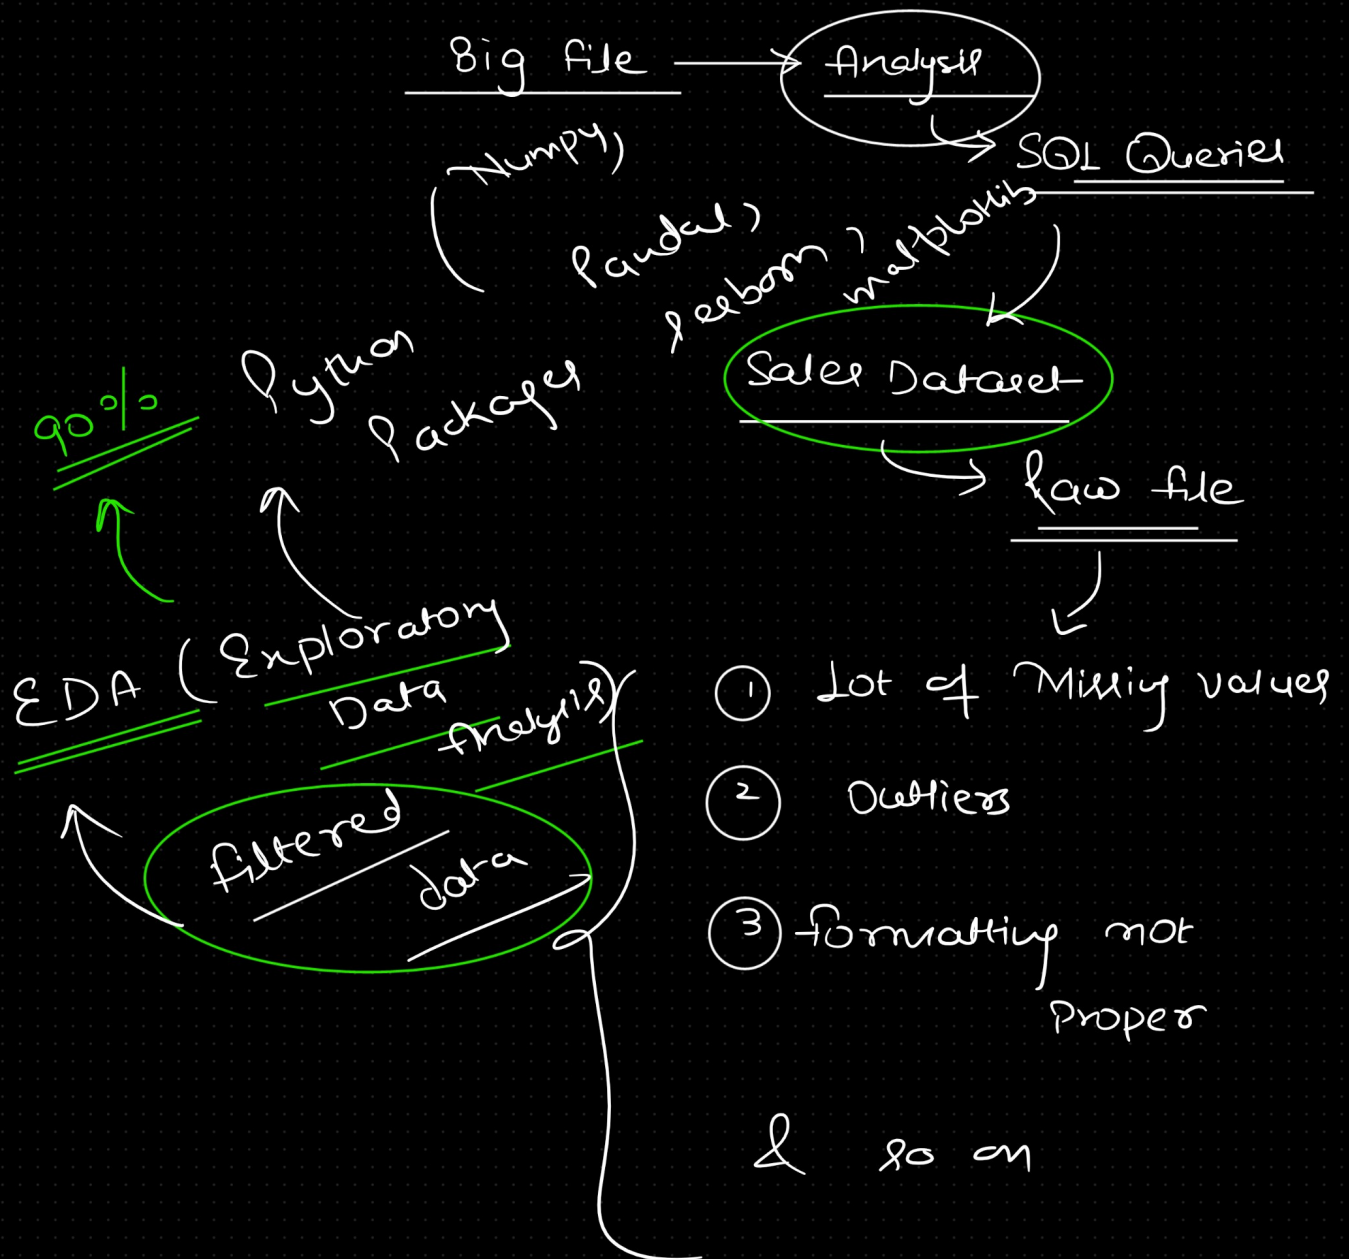 Big file → Analysis
SQL Queries
(Numpy,
Pandas,
seaborn,
matplotlib
Python
Packages
Sales Dataset
90%
Raw file
EDA (Exploratory
Data
Analysis)
① Lot of Missing values
② Outliers
filtered
data
③ formatting not
Proper
& so on